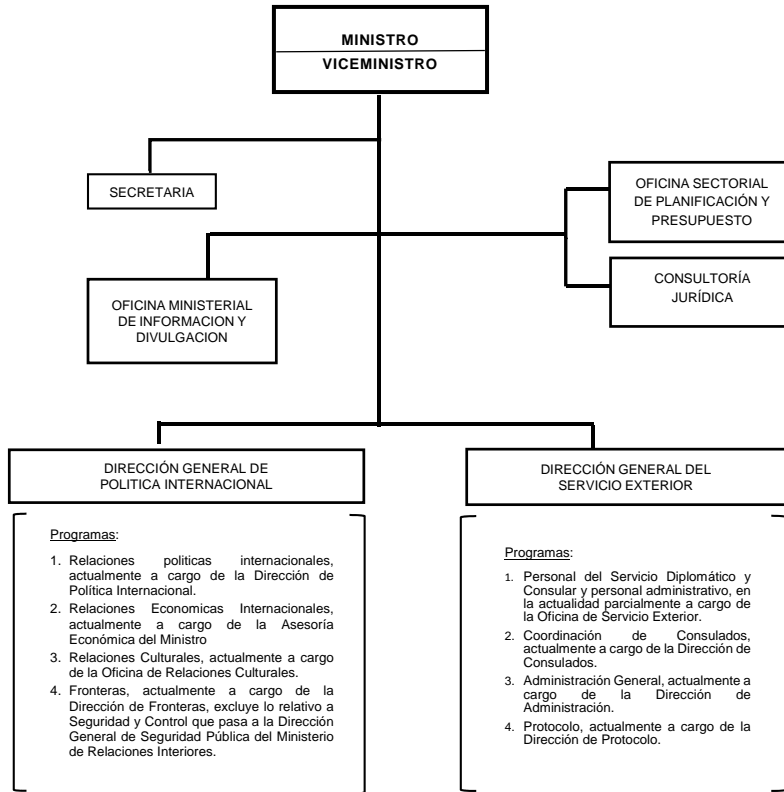 MINISTRO
VICEMINISTRO
SECRETARIA
OFICINA SECTORIAL
DE PLANIFICACIÓN Y
PRESUPUESTO
OFICINA MINISTERIAL
DE INFORMACION Y
DIVULGACION
CONSULTORÍA
JURÍDICA
DIRECCIÓN GENERAL DE
POLITICA INTERNACIONAL
Programas:
1. Relaciones politicas internacionales,
actualmente a cargo de la Dirección de
Política Internacional.
2. Relaciones Economicas Internacionales,
actualmente a cargo de la Asesoría
Económica del Ministro
3. Relaciones Culturales, actualmente a cargo
de la Oficina de Relaciones Culturales.
4. Fronteras, actualmente a cargo de la
Dirección de Fronteras, excluye lo relativo a
Seguridad y Control que pasa a la Dirección
General de Seguridad Pública del Ministerio
de Relaciones Interiores.
DIRECCIÓN GENERAL DEL
SERVICIO EXTERIOR
Programas:
1. Personal del Servicio Diplomático y
Consular y personal administrativo, en
la actualidad parcialmente a cargo de
la Oficina de Servicio Exterior.
2. Coordinación de Consulados,
actualmente a cargo de la Dirección de
Consulados.
3. Administración General, actualmente a
cargo de la Dirección de
Administración.
4. Protocolo, actualmente a cargo de la
Dirección de Protocolo.